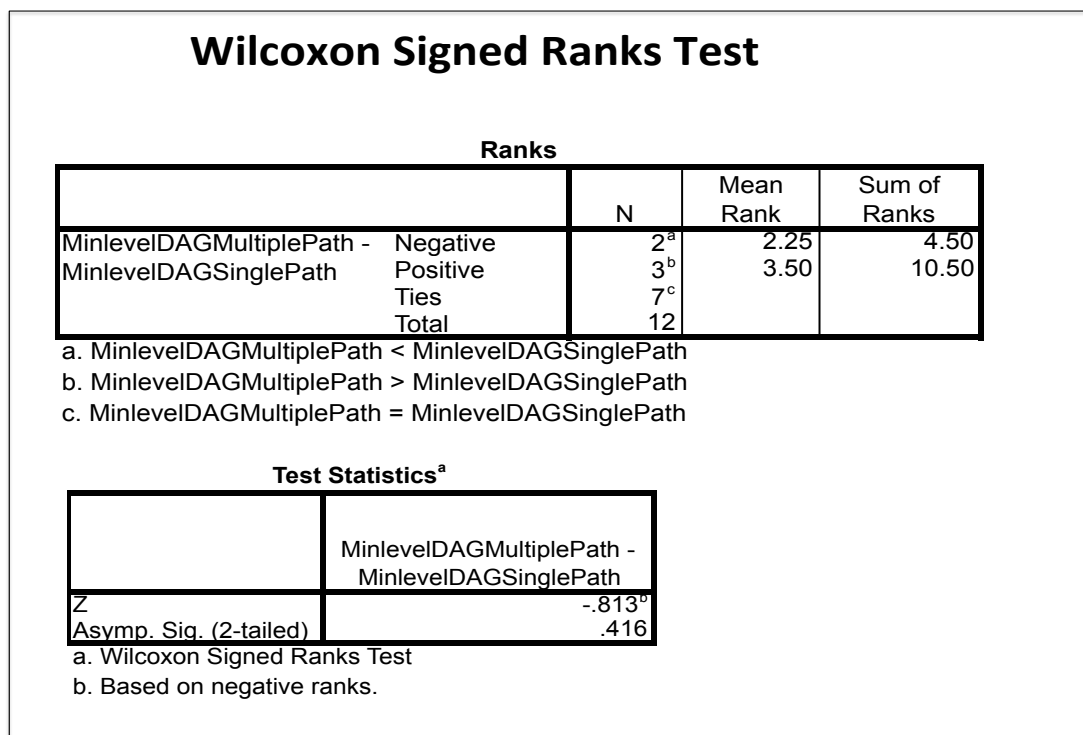 Wilcoxon Signed Ranks Test
Ranks
N Mean Rank Sum of Ranks
MinlevelDAGMultiplePath - MinlevelDAGSinglePath Negative 2a 2.25 4.50
Positive 3b 3.50 10.50
Ties 7c
Total 12
a. MinlevelDAGMultiplePath < MinlevelDAGSinglePath
b. MinlevelDAGMultiplePath > MinlevelDAGSinglePath
c. MinlevelDAGMultiplePath = MinlevelDAGSinglePath
Test Statisticsa
MinlevelDAGMultiplePath -
MinlevelDAGSinglePath
Z -.813b
Asymp. Sig. (2-tailed) .416
a. Wilcoxon Signed Ranks Test
b. Based on negative ranks.